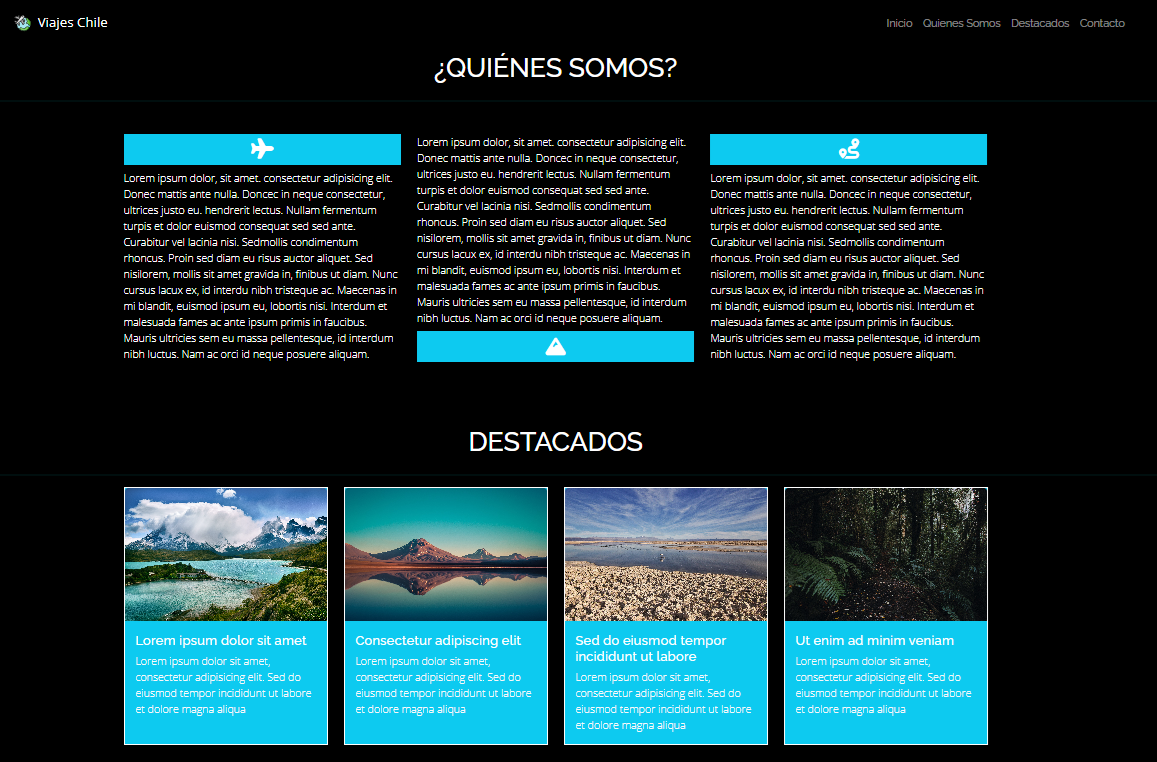 Viajes Chile
Inicio Quienes Somos Destacados Contacto
¿QUIÉNES SOMOS?
Lorem ipsum dolor, sit amet. consectetur adipisicing elit.
Donec mattis ante nulla. Doncec in neque consectetur,
ultrices justo eu. hendrerit lectus. Nullam fermentum
turpis et dolor euismod consequat sed sed ante.
Curabitur vel lacinia nisi. Sedmollis condimentum
rhoncus. Proin sed diam eu risus auctor aliquet. Sed
nisilorem, mollis sit amet gravida in, finibus ut diam. Nunc
cursus lacux ex, id interdu nibh tristeque ac. Maecenas in
mi blandit, euismod ipsum eu, lobortis nisi. Interdum et
malesuada fames ac ante ipsum primis in faucibus.
Mauris ultricies sem eu massa pellentesque, id interdum
nibh luctus. Nam ac orci id neque posuere aliquam.
Lorem ipsum dolor, sit amet. consectetur adipisicing elit.
Donec mattis ante nulla. Doncec in neque consectetur,
ultrices justo eu. hendrerit lectus. Nullam fermentum
turpis et dolor euismod consequat sed sed ante.
Curabitur vel lacinia nisi. Sedmollis condimentum
rhoncus. Proin sed diam eu risus auctor aliquet. Sed
nisilorem, mollis sit amet gravida in, finibus ut diam. Nunc
cursus lacux ex, id interdu nibh tristeque ac. Maecenas in
mi blandit, euismod ipsum eu, lobortis nisi. Interdum et
malesuada fames ac ante ipsum primis in faucibus.
Mauris ultricies sem eu massa pellentesque, id interdum
nibh luctus. Nam ac orci id neque posuere aliquam.
Lorem ipsum dolor, sit amet. consectetur adipisicing elit.
Donec mattis ante nulla. Doncec in neque consectetur,
ultrices justo eu. hendrerit lectus. Nullam fermentum
turpis et dolor euismod consequat sed sed ante.
Curabitur vel lacinia nisi. Sedmollis condimentum
rhoncus. Proin sed diam eu risus auctor aliquet. Sed
nisilorem, mollis sit amet gravida in, finibus ut diam. Nunc
cursus lacux ex, id interdu nibh tristeque ac. Maecenas in
mi blandit, euismod ipsum eu, lobortis nisi. Interdum et
malesuada fames ac ante ipsum primis in faucibus.
Mauris ultricies sem eu massa pellentesque, id interdum
nibh luctus. Nam ac orci id neque posuere aliquam.
DESTACADOS
Lorem ipsum dolor sit amet
Lorem ipsum dolor sit amet,
consectetur adipisicing elit. Sed do
eiusmod tempor incididunt ut labore
et dolore magna aliqua
Consectetur adipiscing elit
Lorem ipsum dolor sit amet,
consectetur adipisicing elit. Sed do
eiusmod tempor incididunt ut labore
et dolore magna aliqua
Sed do eiusmod tempor
incididunt ut labore
Lorem ipsum dolor sit amet,
consectetur adipisicing elit. Sed do
eiusmod tempor incididunt ut labore
et dolore magna aliqua
Ut enim ad minim veniam
Lorem ipsum dolor sit amet,
consectetur adipisicing elit. Sed do
eiusmod tempor incididunt ut labore
et dolore magna aliqua